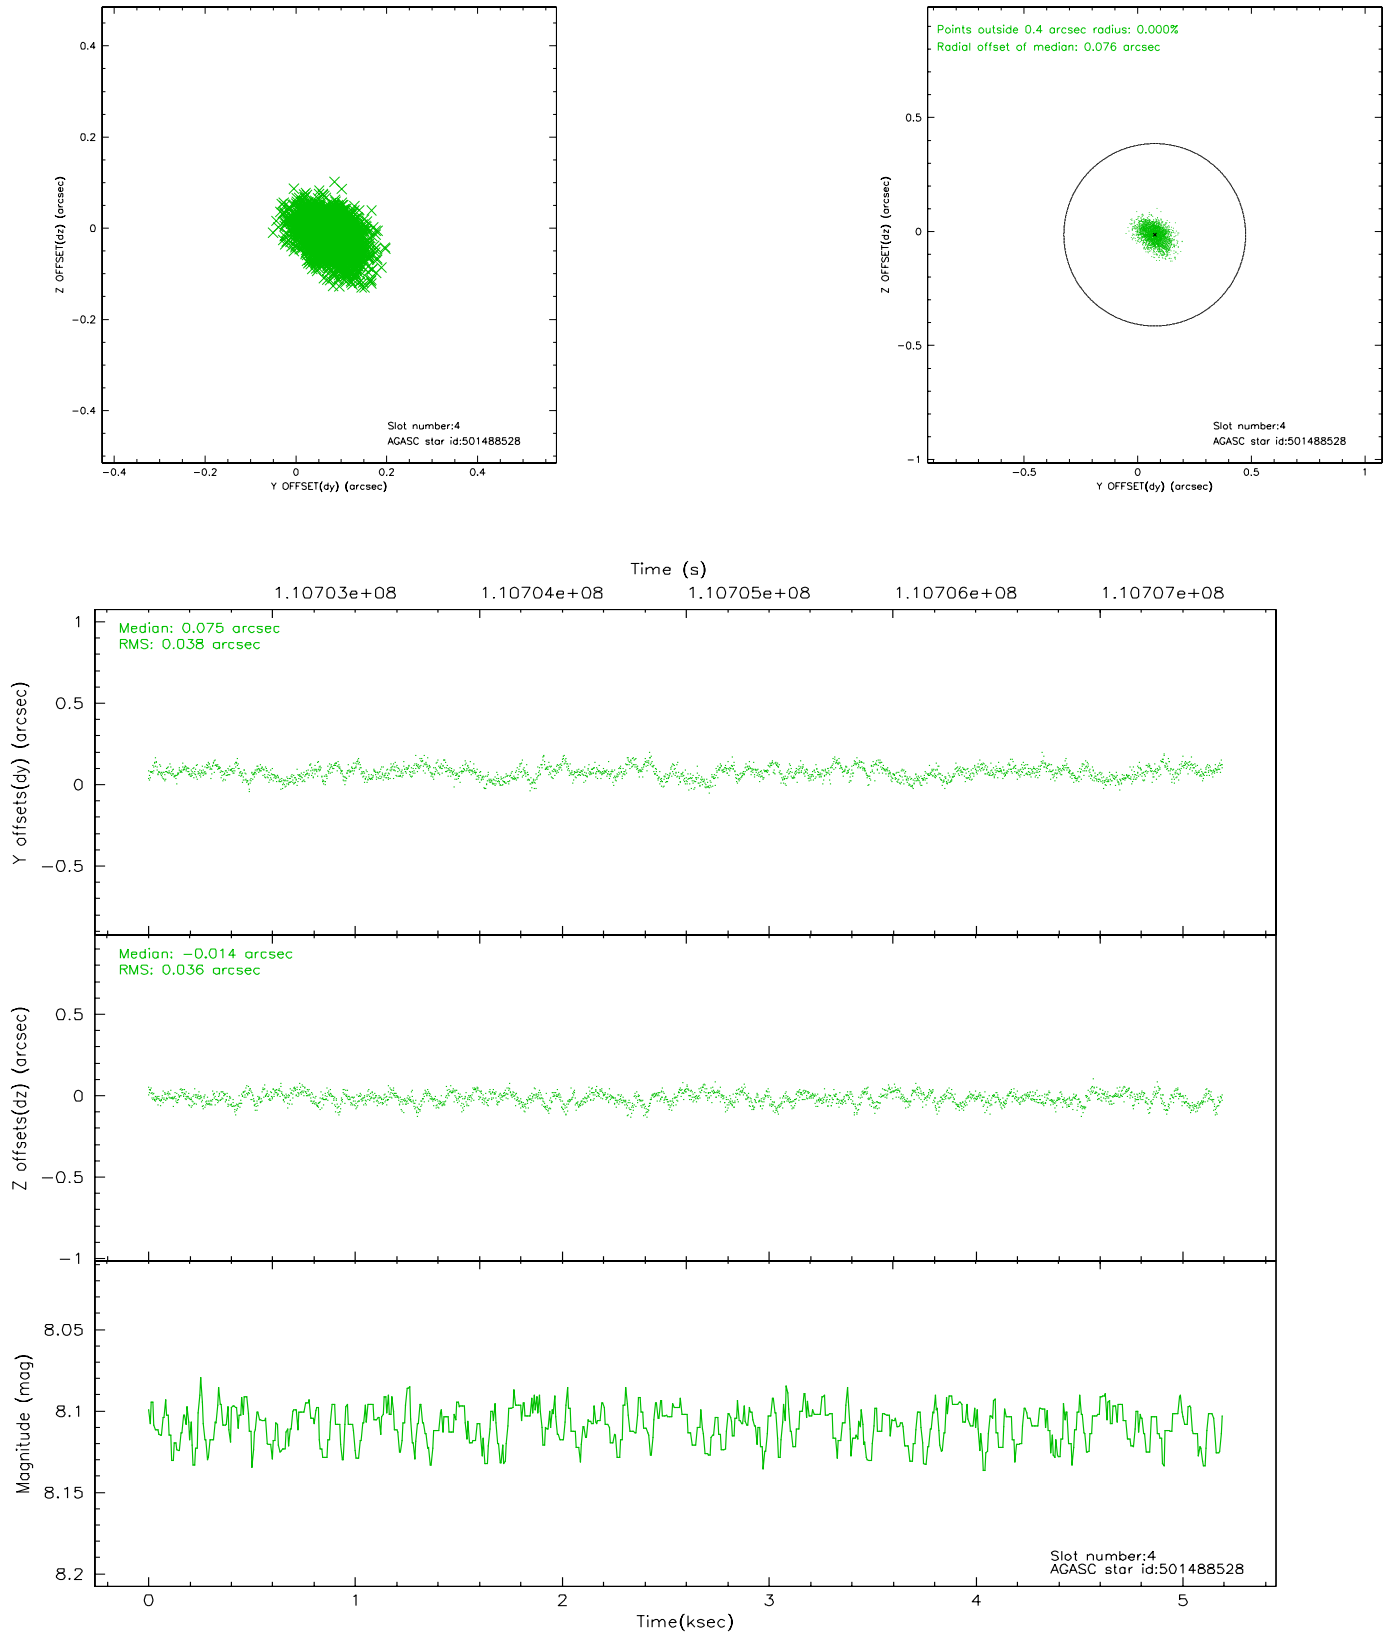 0.4
0.2
0
−0.2
−0.4
Z OFFSET(dz) (arcsec)
Slot number:4
AGASC star id:501488528
−0.4 −0.2 0 0.2 0.4
Y OFFSET(dy) (arcsec)
Points outside 0.4 arcsec radius: 0.000%
Radial offset of median: 0.076 arcsec
0.5
0
−0.5
−1
Z OFFSET(dz) (arcsec)
Slot number:4
AGASC star id:501488528
−0.5 0 0.5 1
Y OFFSET(dy) (arcsec)
Time (s)
1.10703e+08 1.10704e+08 1.10705e+08 1.10706e+08 1.10707e+08
Median: 0.075 arcsec
RMS: 0.038 arcsec
1
0.5
0
−0.5
Y offsets(dy) (arcsec)
Median: −0.014 arcsec
RMS: 0.036 arcsec
0.5
0
−0.5
−1
Z offsets(dz) (arcsec)
8.05
8.1
8.15
8.2
Magnitude (mag)
Slot number:4
AGASC star id:501488528
0 1 2 3 4 5
Time(ksec)